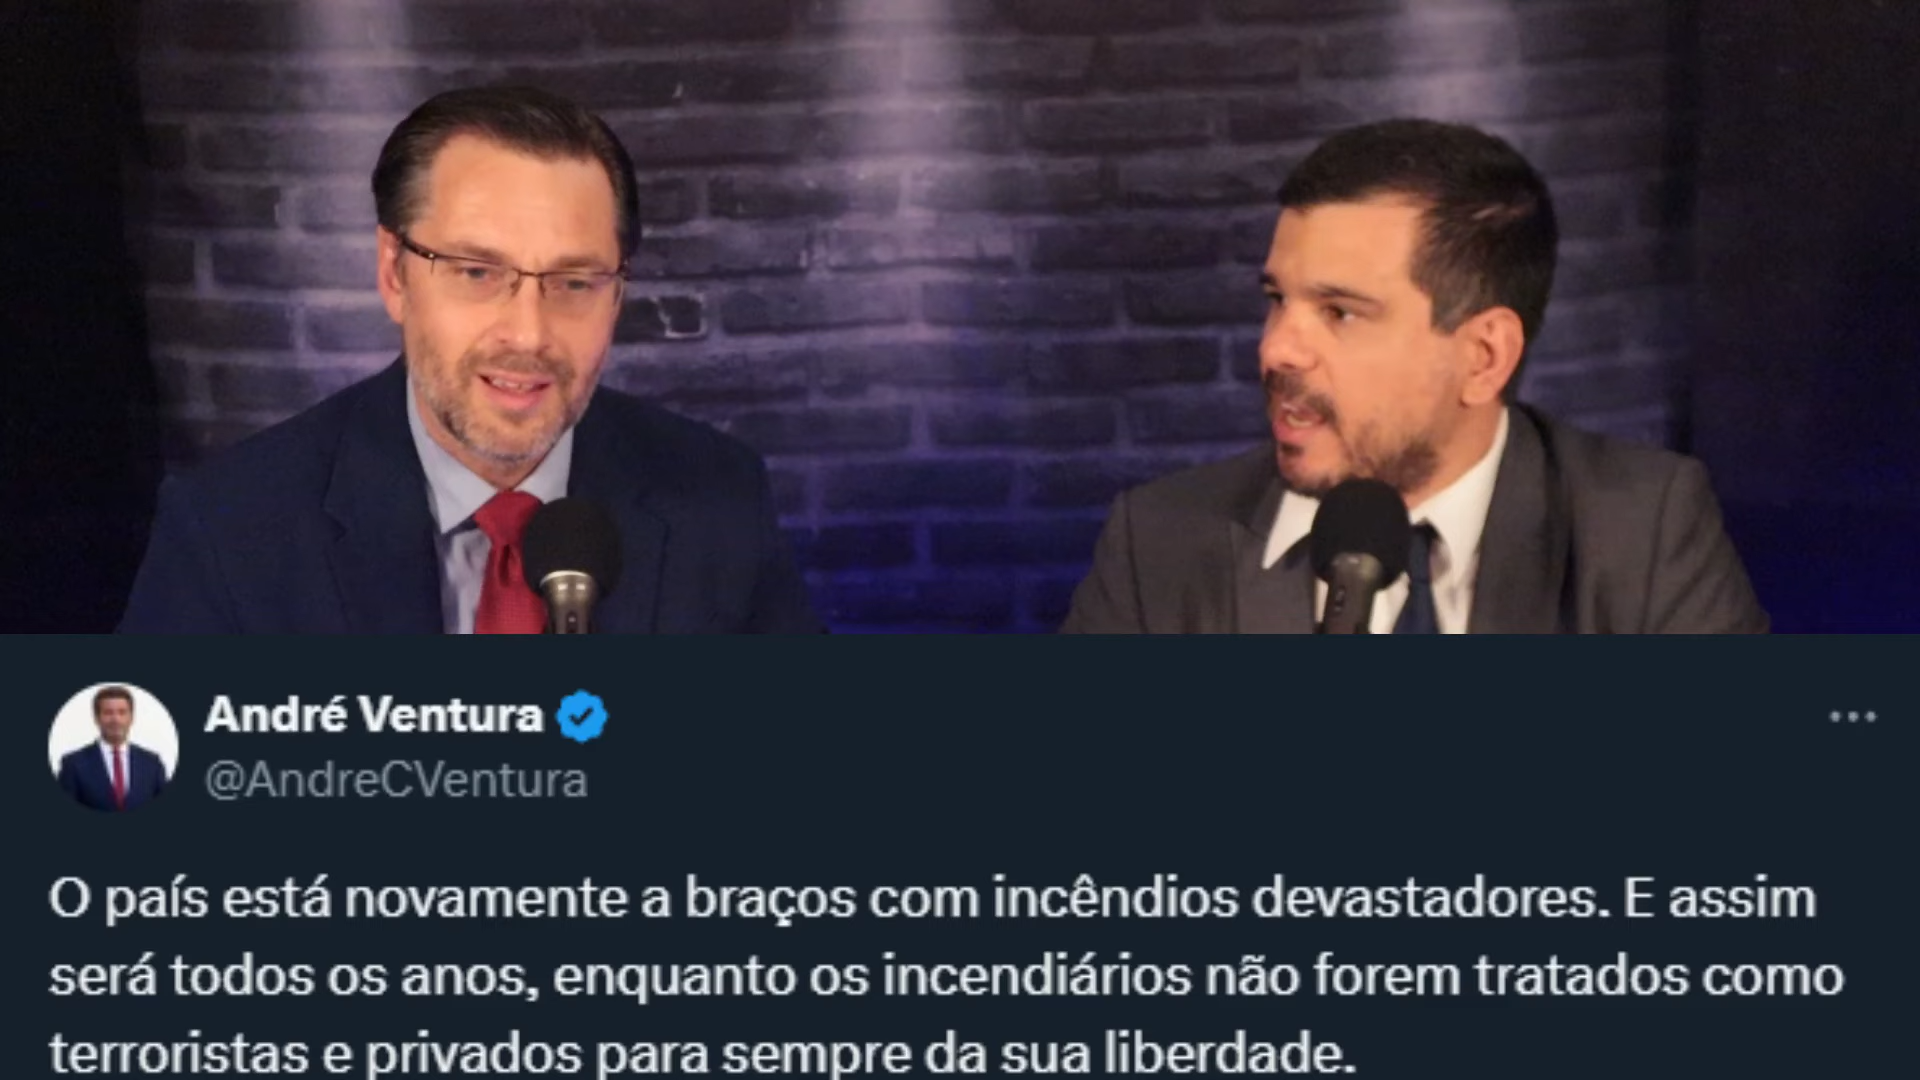 André Ventura
@AndreCVentura
O país está novamente a braços com incêndios devastadores. E assim
será todos os anos, enquanto os incendiários não forem tratados como
terroristas e privados para sempre da sua liberdade.